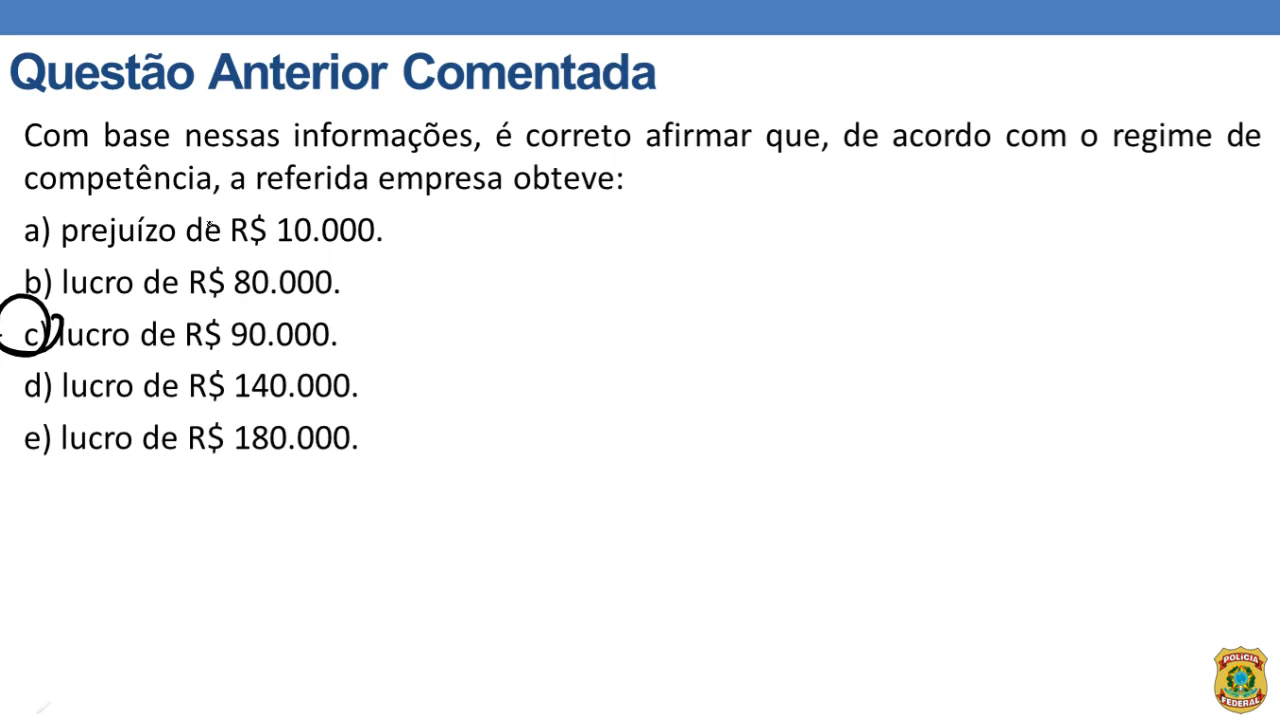 Questão Anterior Comentada
Com base nessas informações, é correto afirmar que, de acordo com o regime de
competência, a referida empresa obteve:
a) prejuízo de R$ 10.000.
b) lucro de R$ 80.000.
c) lucro de R$ 90.000.
d) lucro de R$ 140.000.
e) lucro de R$ 180.000.
POLÍCIA
FEDERAL